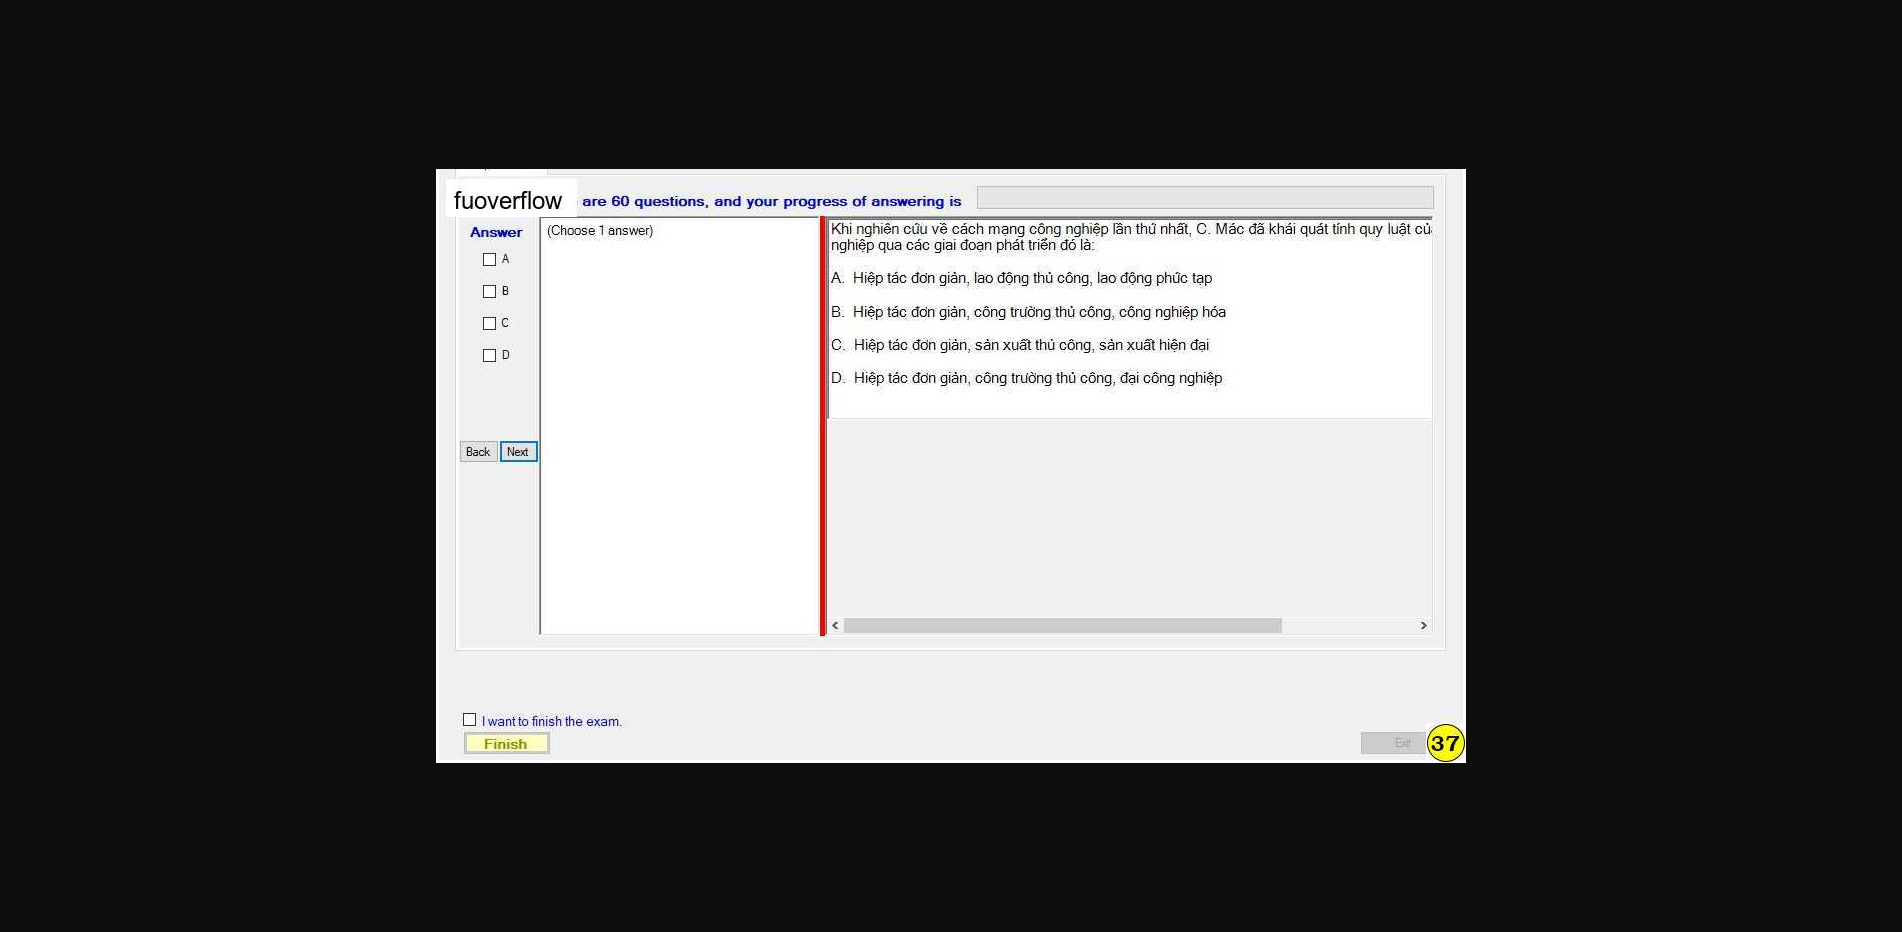 fuoverflow are 60 questions, and your progress of answering is
Answer
A
B
C
D
Back Next
(Choose 1 answer)
Khi nghiên cứu về cách mạng công nghiệp lần thứ nhất, C. Mác đã khái quát tính quy luật củ
nghiệp qua các giai đoạn phát triển đó là:
A. Hiệp tác đơn giản, lao động thủ công, lao động phức tạp
B. Hiệp tác đơn giản, công trường thủ công, công nghiệp hóa
C. Hiệp tác đơn giản, sản xuất thủ công, sản xuất hiện đại
D. Hiệp tác đơn giản, công trường thủ công, đại công nghiệp
I want to finish the exam.
Finish
Exit
37